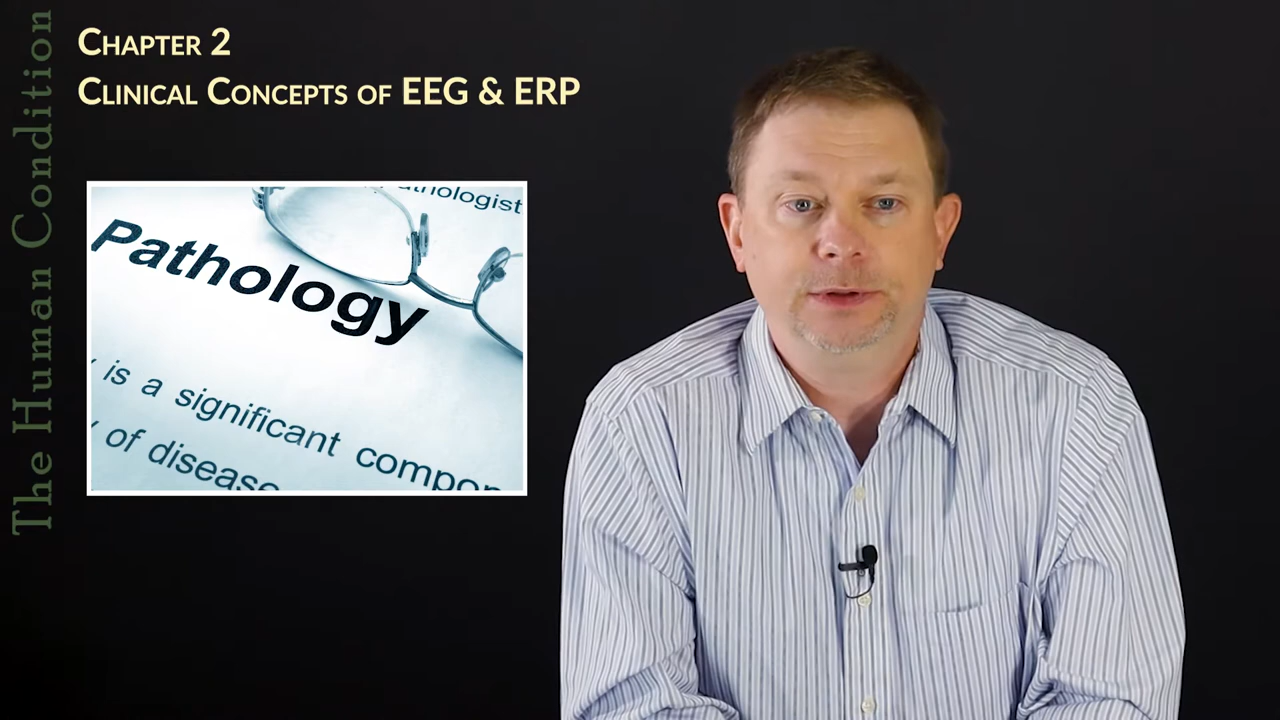 The Human Condition
Chapter 2
Clinical Concepts of EEG & ERP
Pathology
is a significant
of disease